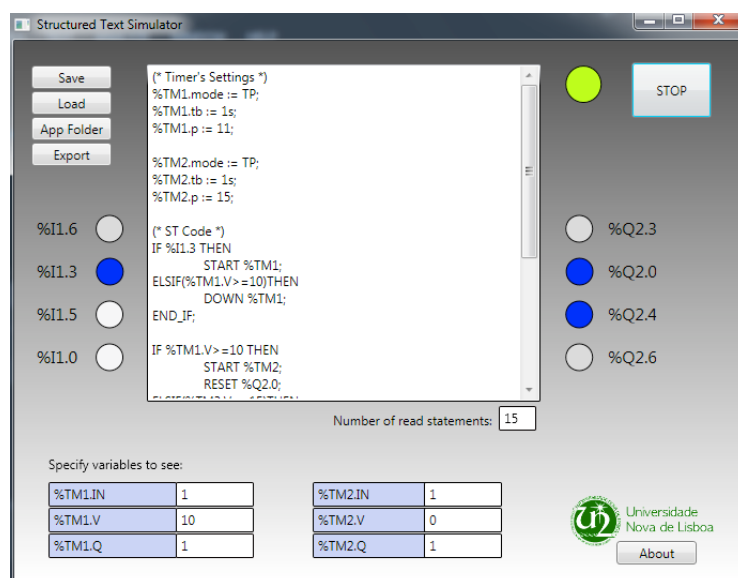 Structured Text Simulator
Save
Load
App Folder
Export
(* Timer's Settings *)
%TM1.mode := TP;
%TM1.tb := 1s;
%TM1.p := 11;
%TM2.mode := TP;
%TM2.tb := 1s;
%TM2.p := 15;
(* ST Code *)
IF %I1.3 THEN
START %TM1;
ELSIF(%TM1.V>=10)THEN
DOWN %TM1;
END_IF;
IF %TM1.V>=10 THEN
START %TM2;
RESET %Q2.0;
STOP
%I1.6
%I1.3
%I1.5
%I1.0
%Q2.3
%Q2.0
%Q2.4
%Q2.6
Number of read statements: 15
Specify variables to see:
%TM1.IN 1
%TM1.V 10
%TM1.Q 1
%TM2.IN 1
%TM2.V 0
%TM2.Q 1
Universidade
Nova de Lisboa
About